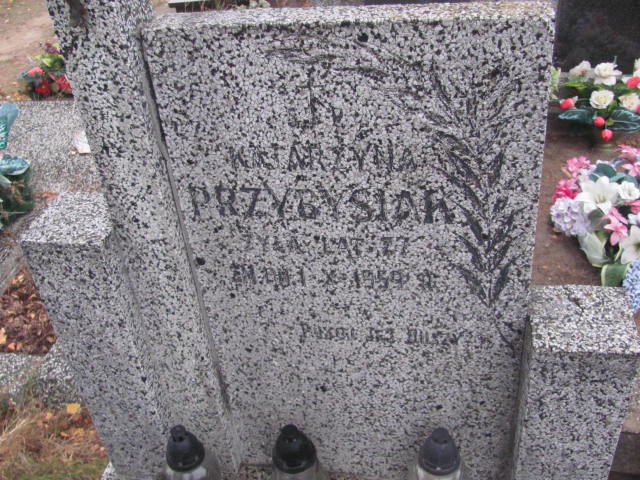 Ś.P.
KATARZYNA
PRZYBYSIAK
ŻYŁA LAT 77
ZM. DN. 1 X 1959 R.
Pokój jej duszy